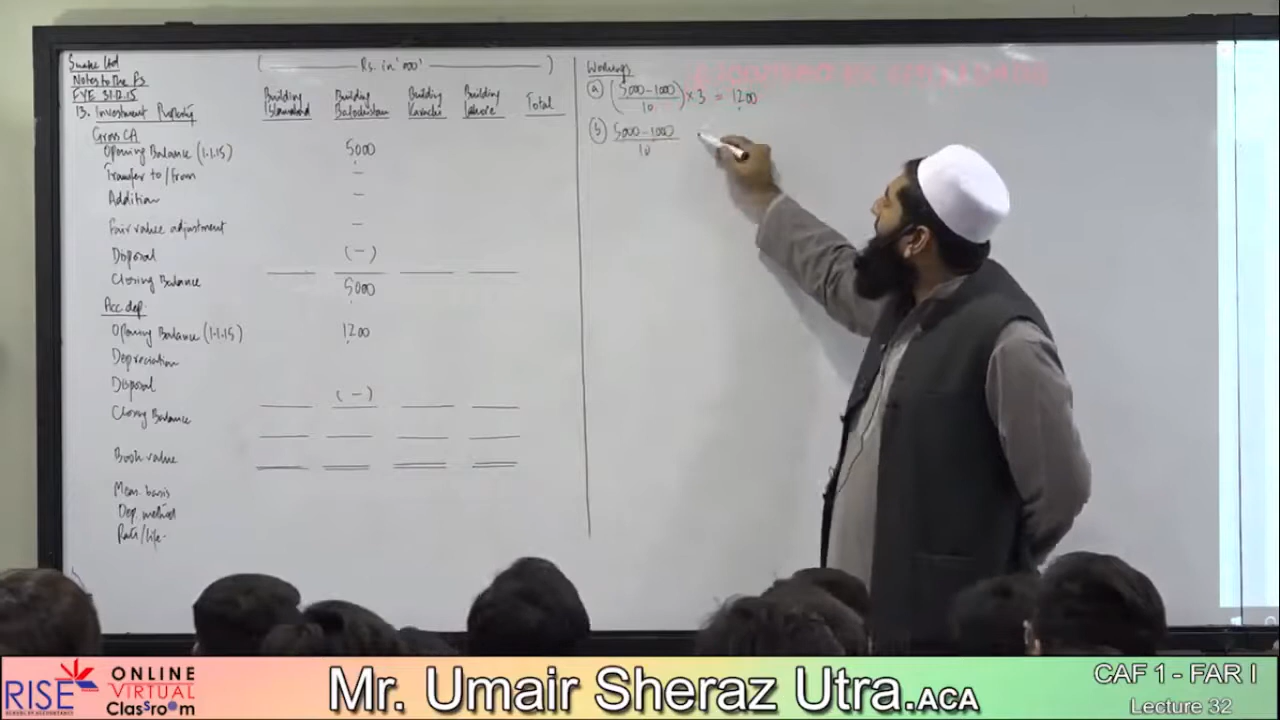 Notes to the Fs.
FYE 31.12.15
13. Investment Property
( Rs. in '000' )
Building Islamabad
Building Balochistan
Building Karachi
Building Lahore
Total
Gross CA
Opening Balance (1.1.15) 5000
Transfer to / from -
Addition -
Fair value adjustment -
Disposal (-)
Closing Balance 5000
Acc. dep.
Opening Balance (1.1.15) 1200
Depreciation
Disposal (-)
Closing Balance
Book value
Meas. basis
Dep. method
Rate/life
Workings
(a) (5000-1000 / 10) × 3 = 1200
(b) 5000-1000 / 10
RISE
ONLINE
VIRTUAL
Classroom
Mr. Umair Sheraz Utra.ACA
CAF 1 - FAR I
Lecture 32